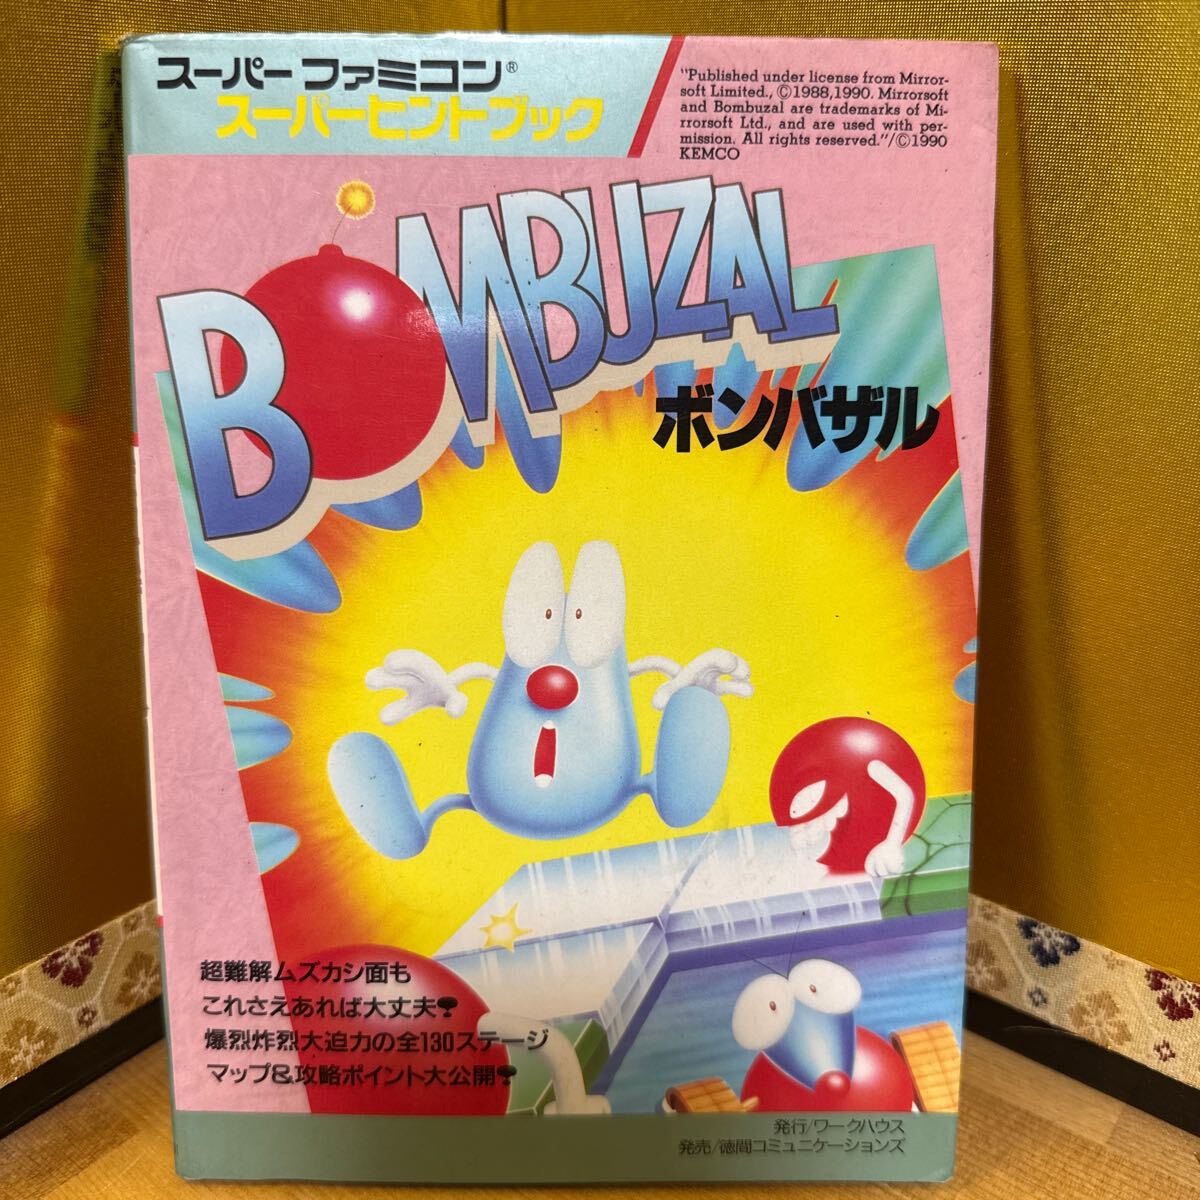 スーパーファミコン®
スーパーヒントブック
"Published under license from Mirror-
soft Limited., ©1988,1990. Mirrorsoft
and Bombuzal are trademarks of Mi-
rrorsoft Ltd., and are used with per-
mission. All rights reserved."/©1990
KEMCO
BOMBUZAL
ボンバザル
超難解ムズカシ面も
これさえあれば大丈夫❢
爆烈炸烈大迫力の全130ステージ
マップ&攻略ポイント大公開❢
発行/ワークハウス
発売/徳間コミュニケーションズ